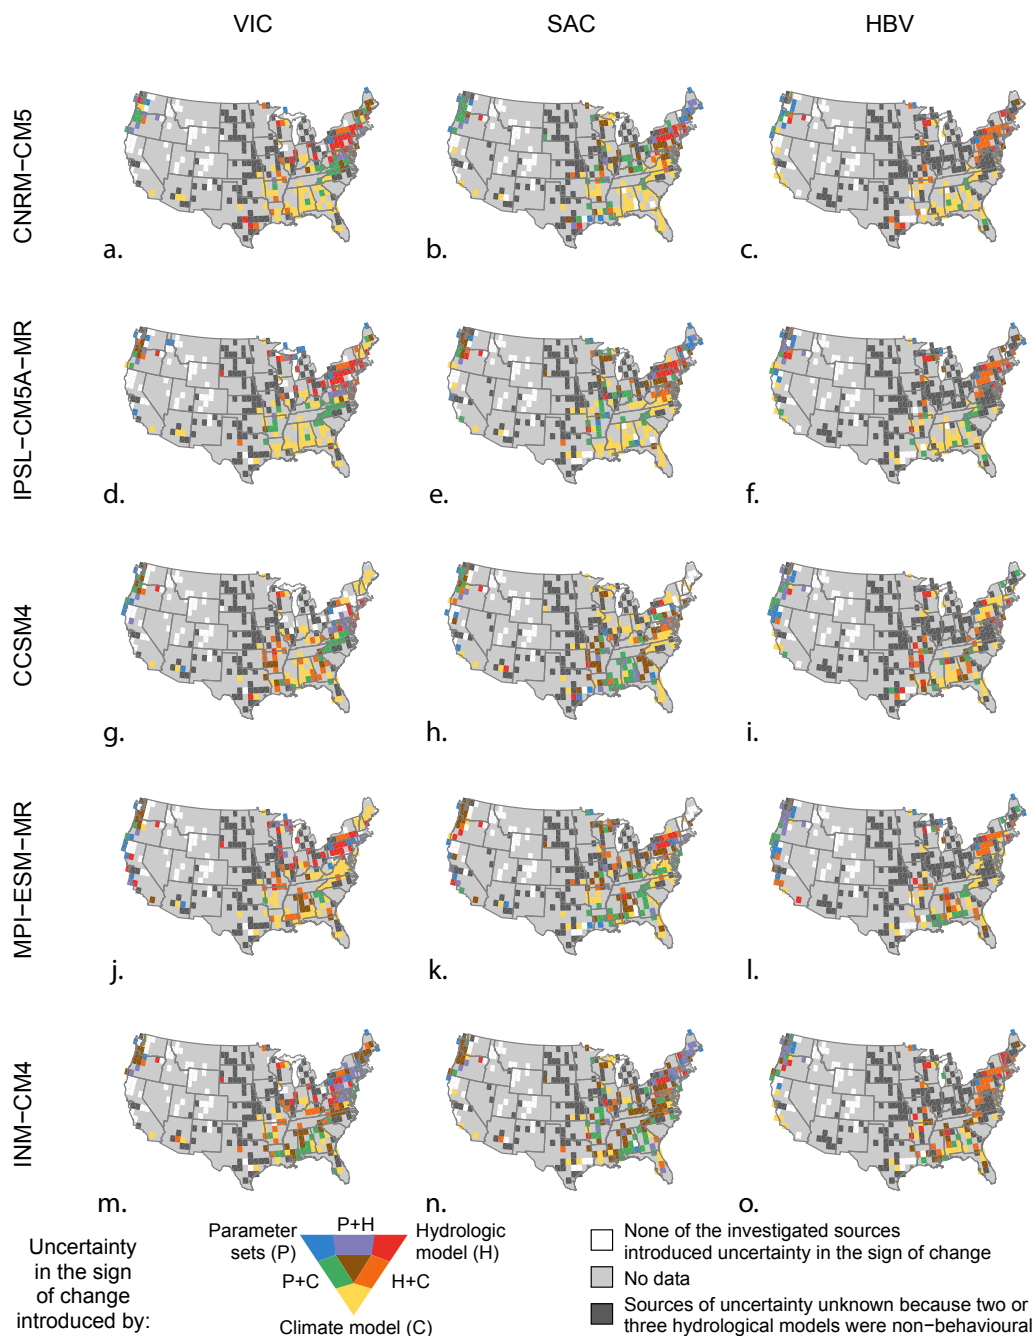 VIC
SAC
HBV
CNRM−CM5
a.
b.
c.
IPSL−CM5A−MR
d.
e.
f.
CCSM4
g.
h.
i.
MPI−ESM−MR
j.
k.
l.
INM−CM4
m.
n.
o.
Uncertainty
in the sign
of change
introduced by:
Parameter
sets (P)
P+H
Hydrologic
model (H)
P+C
H+C
Climate model (C)
None of the investigated sources
introduced uncertainty in the sign of change
No data
Sources of uncertainty unknown because two or
three hydrological models were non−behavioural